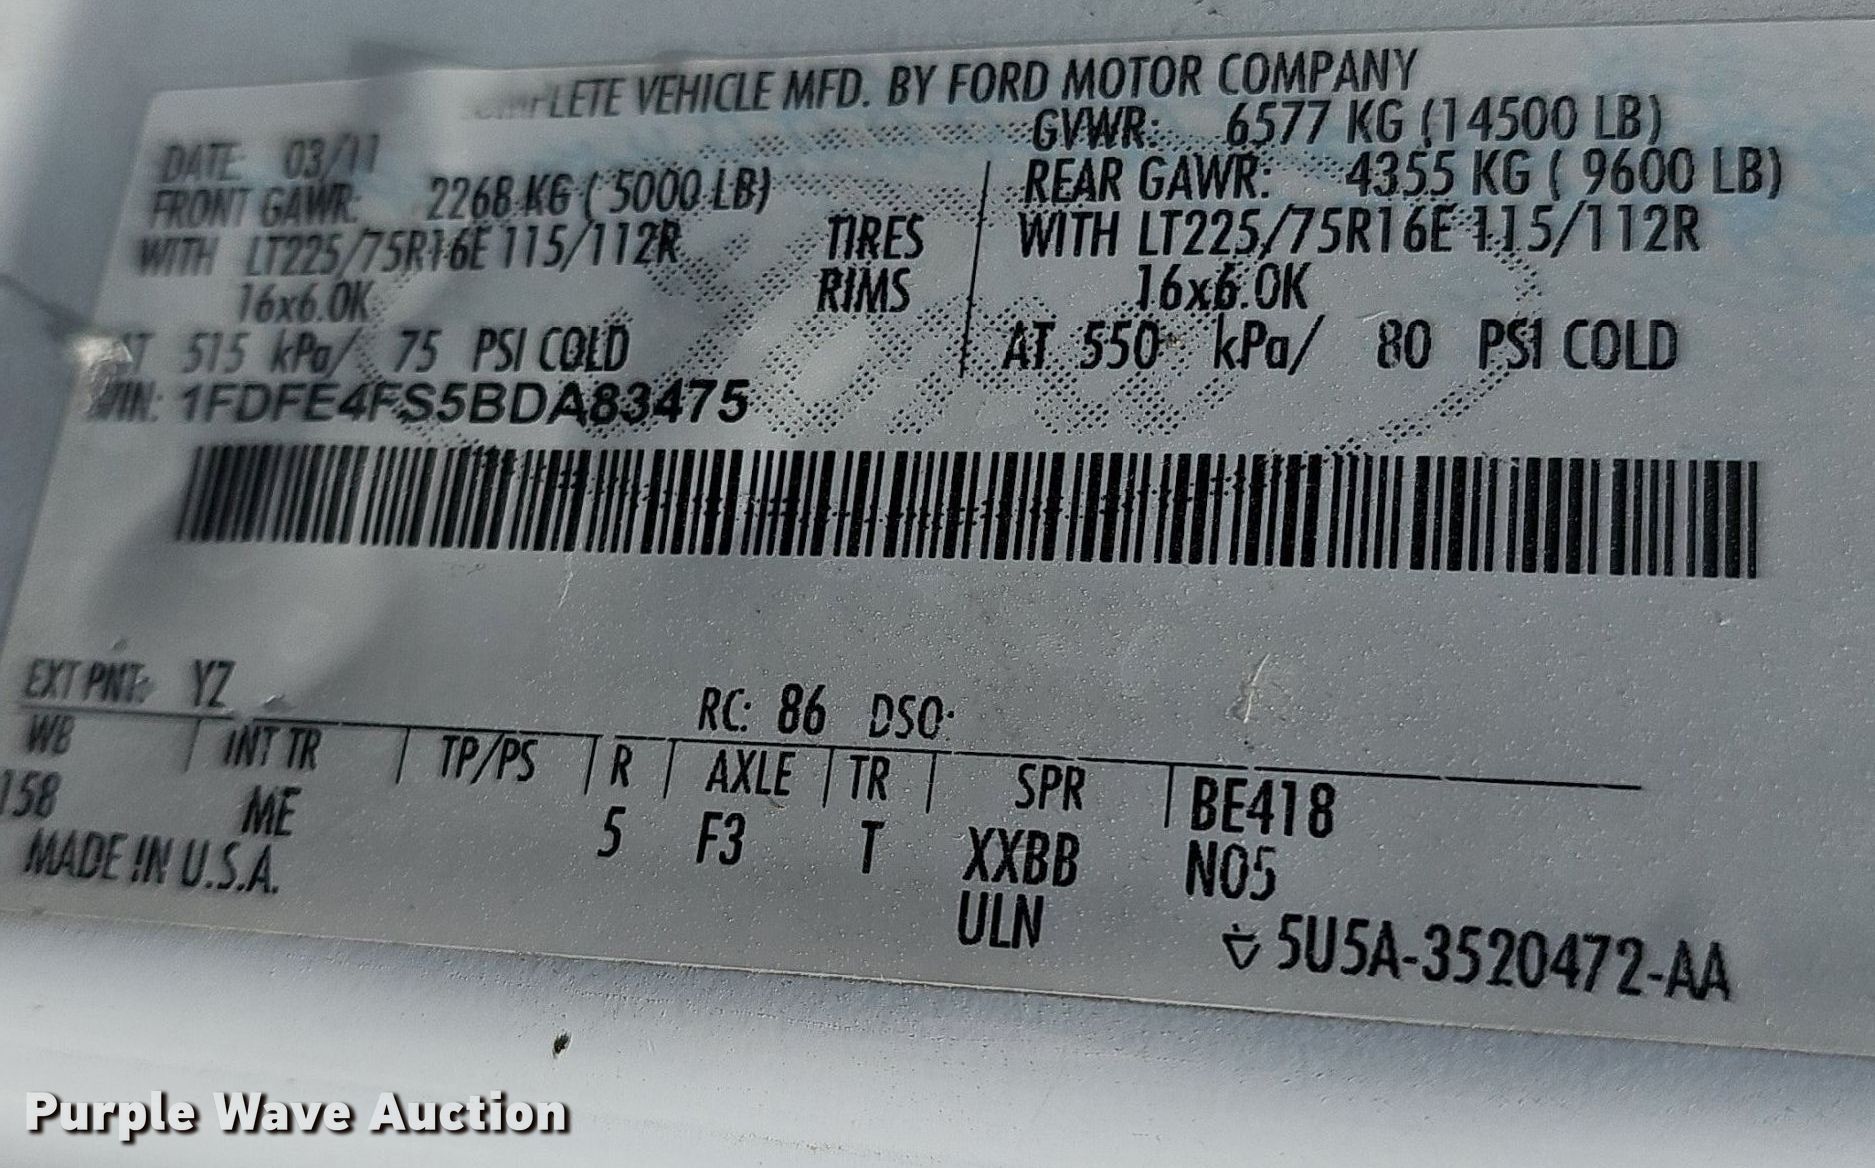 VEHICLE MFD. BY FORD MOTOR COMPANY
DATE: 03/11 GVWR: 6577 KG (14500 LB)
FRONT GAWR: 2268 KG ( 5000 LB) REAR GAWR: 4355 KG ( 9600 LB)
WITH LT225/75R16E 115/112R TIRES WITH LT225/75R16E 115/112R
16x6.0K RIMS 16x6.0K
AT 515 kPa/ 75 PSI COLD AT 550 kPa/ 80 PSI COLD
VIN: 1FDFE4FS5BDA83475
EXT PNT: YZ RC: 86 DSO:
WB INT TR TP/PS R AXLE TR SPR BE418
158 ME 5 F3 T XXBB N05
MADE IN U.S.A. ULN
5U5A-3520472-AA
Purple Wave Auction